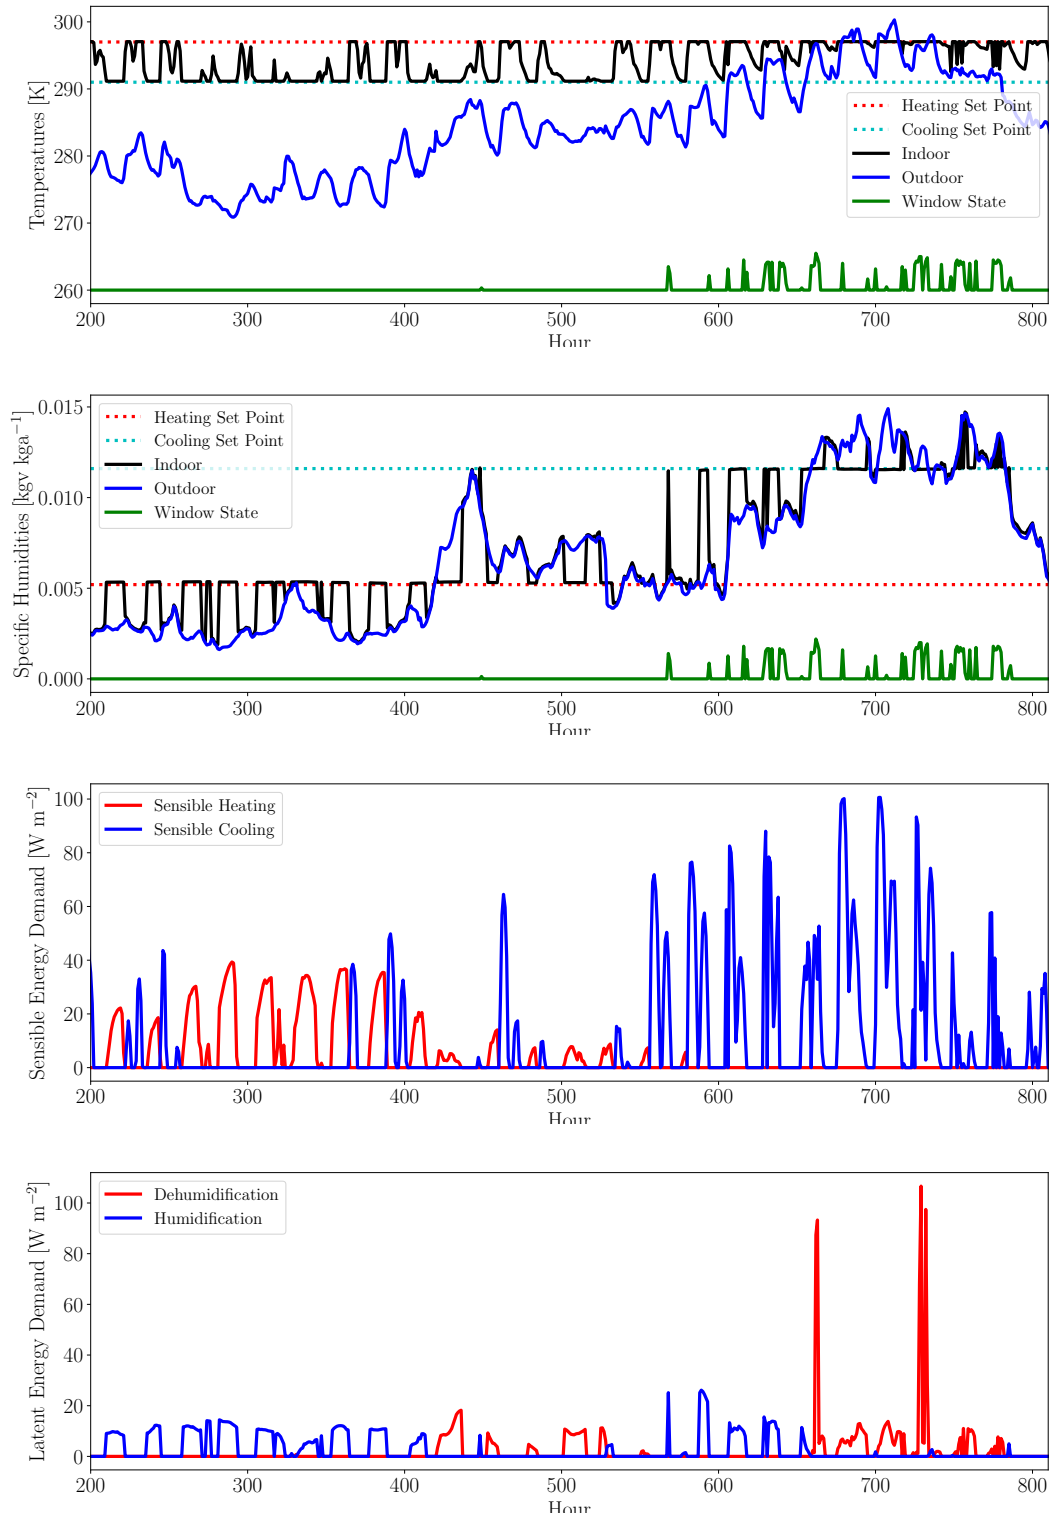 300
290
280
270
260
Temperatures [K]
Heating Set Point
Cooling Set Point
Indoor
Outdoor
Window State
200 300 400 500 600 700 800
Hour
0.015
0.010
0.005
0.000
Specific Humidities [kgv kga⁻¹]
Heating Set Point
Cooling Set Point
Indoor
Outdoor
Window State
200 300 400 500 600 700 800
Hour
100
80
60
40
20
0
Sensible Energy Demand [W m⁻²]
Sensible Heating
Sensible Cooling
200 300 400 500 600 700 800
Hour
100
80
60
40
20
0
Latent Energy Demand [W m⁻²]
Dehumidification
Humidification
200 300 400 500 600 700 800
Hour